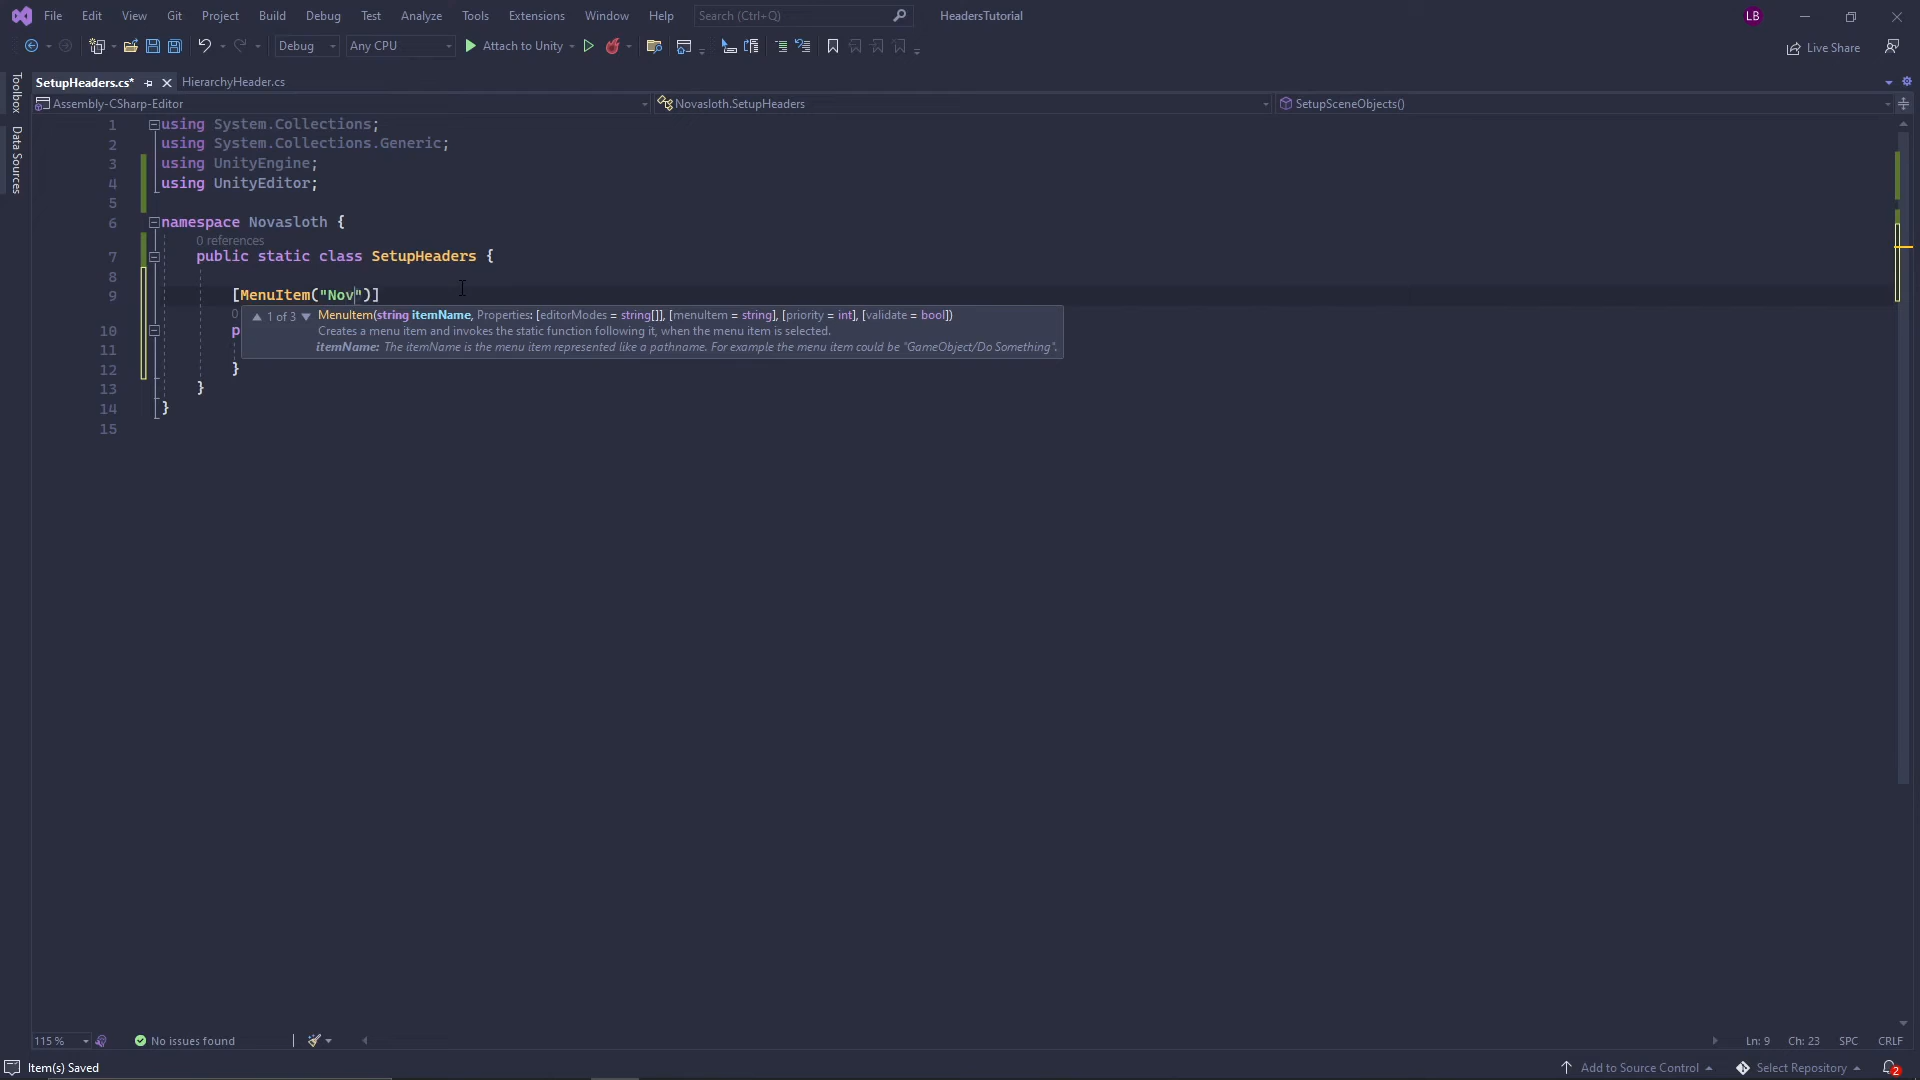 File Edit View Git Project Build Debug Test Analyze Tools Extensions Window Help Search (Ctrl+Q) HeadersTutorial LB
Debug Any CPU Attach to Unity Live Share
SetupHeaders.cs* HierarchyHeader.cs
Assembly-CSharp-Editor Novasloth.SetupHeaders SetupSceneObjects()
Toolbox
Data Sources
1 using System.Collections;
2 using System.Collections.Generic;
3 using UnityEngine;
4 using UnityEditor;
5
6 namespace Novasloth {
0 references
7 public static class SetupHeaders {
8
9 [MenuItem("Nov")]
0 1 of 3 MenuItem(string itemName, Properties: [editorModes = string[]], [menuItem = string], [priority = int], [validate = bool])
10 p Creates a menu item and invokes the static function following it, when the menu item is selected.
11 itemName: The itemName is the menu item represented like a pathname. For example the menu item could be "GameObject/Do Something".
12 }
13 }
14 }
15
115 % No issues found Ln: 9 Ch: 23 SPC CRLF
Item(s) Saved Add to Source Control Select Repository 2